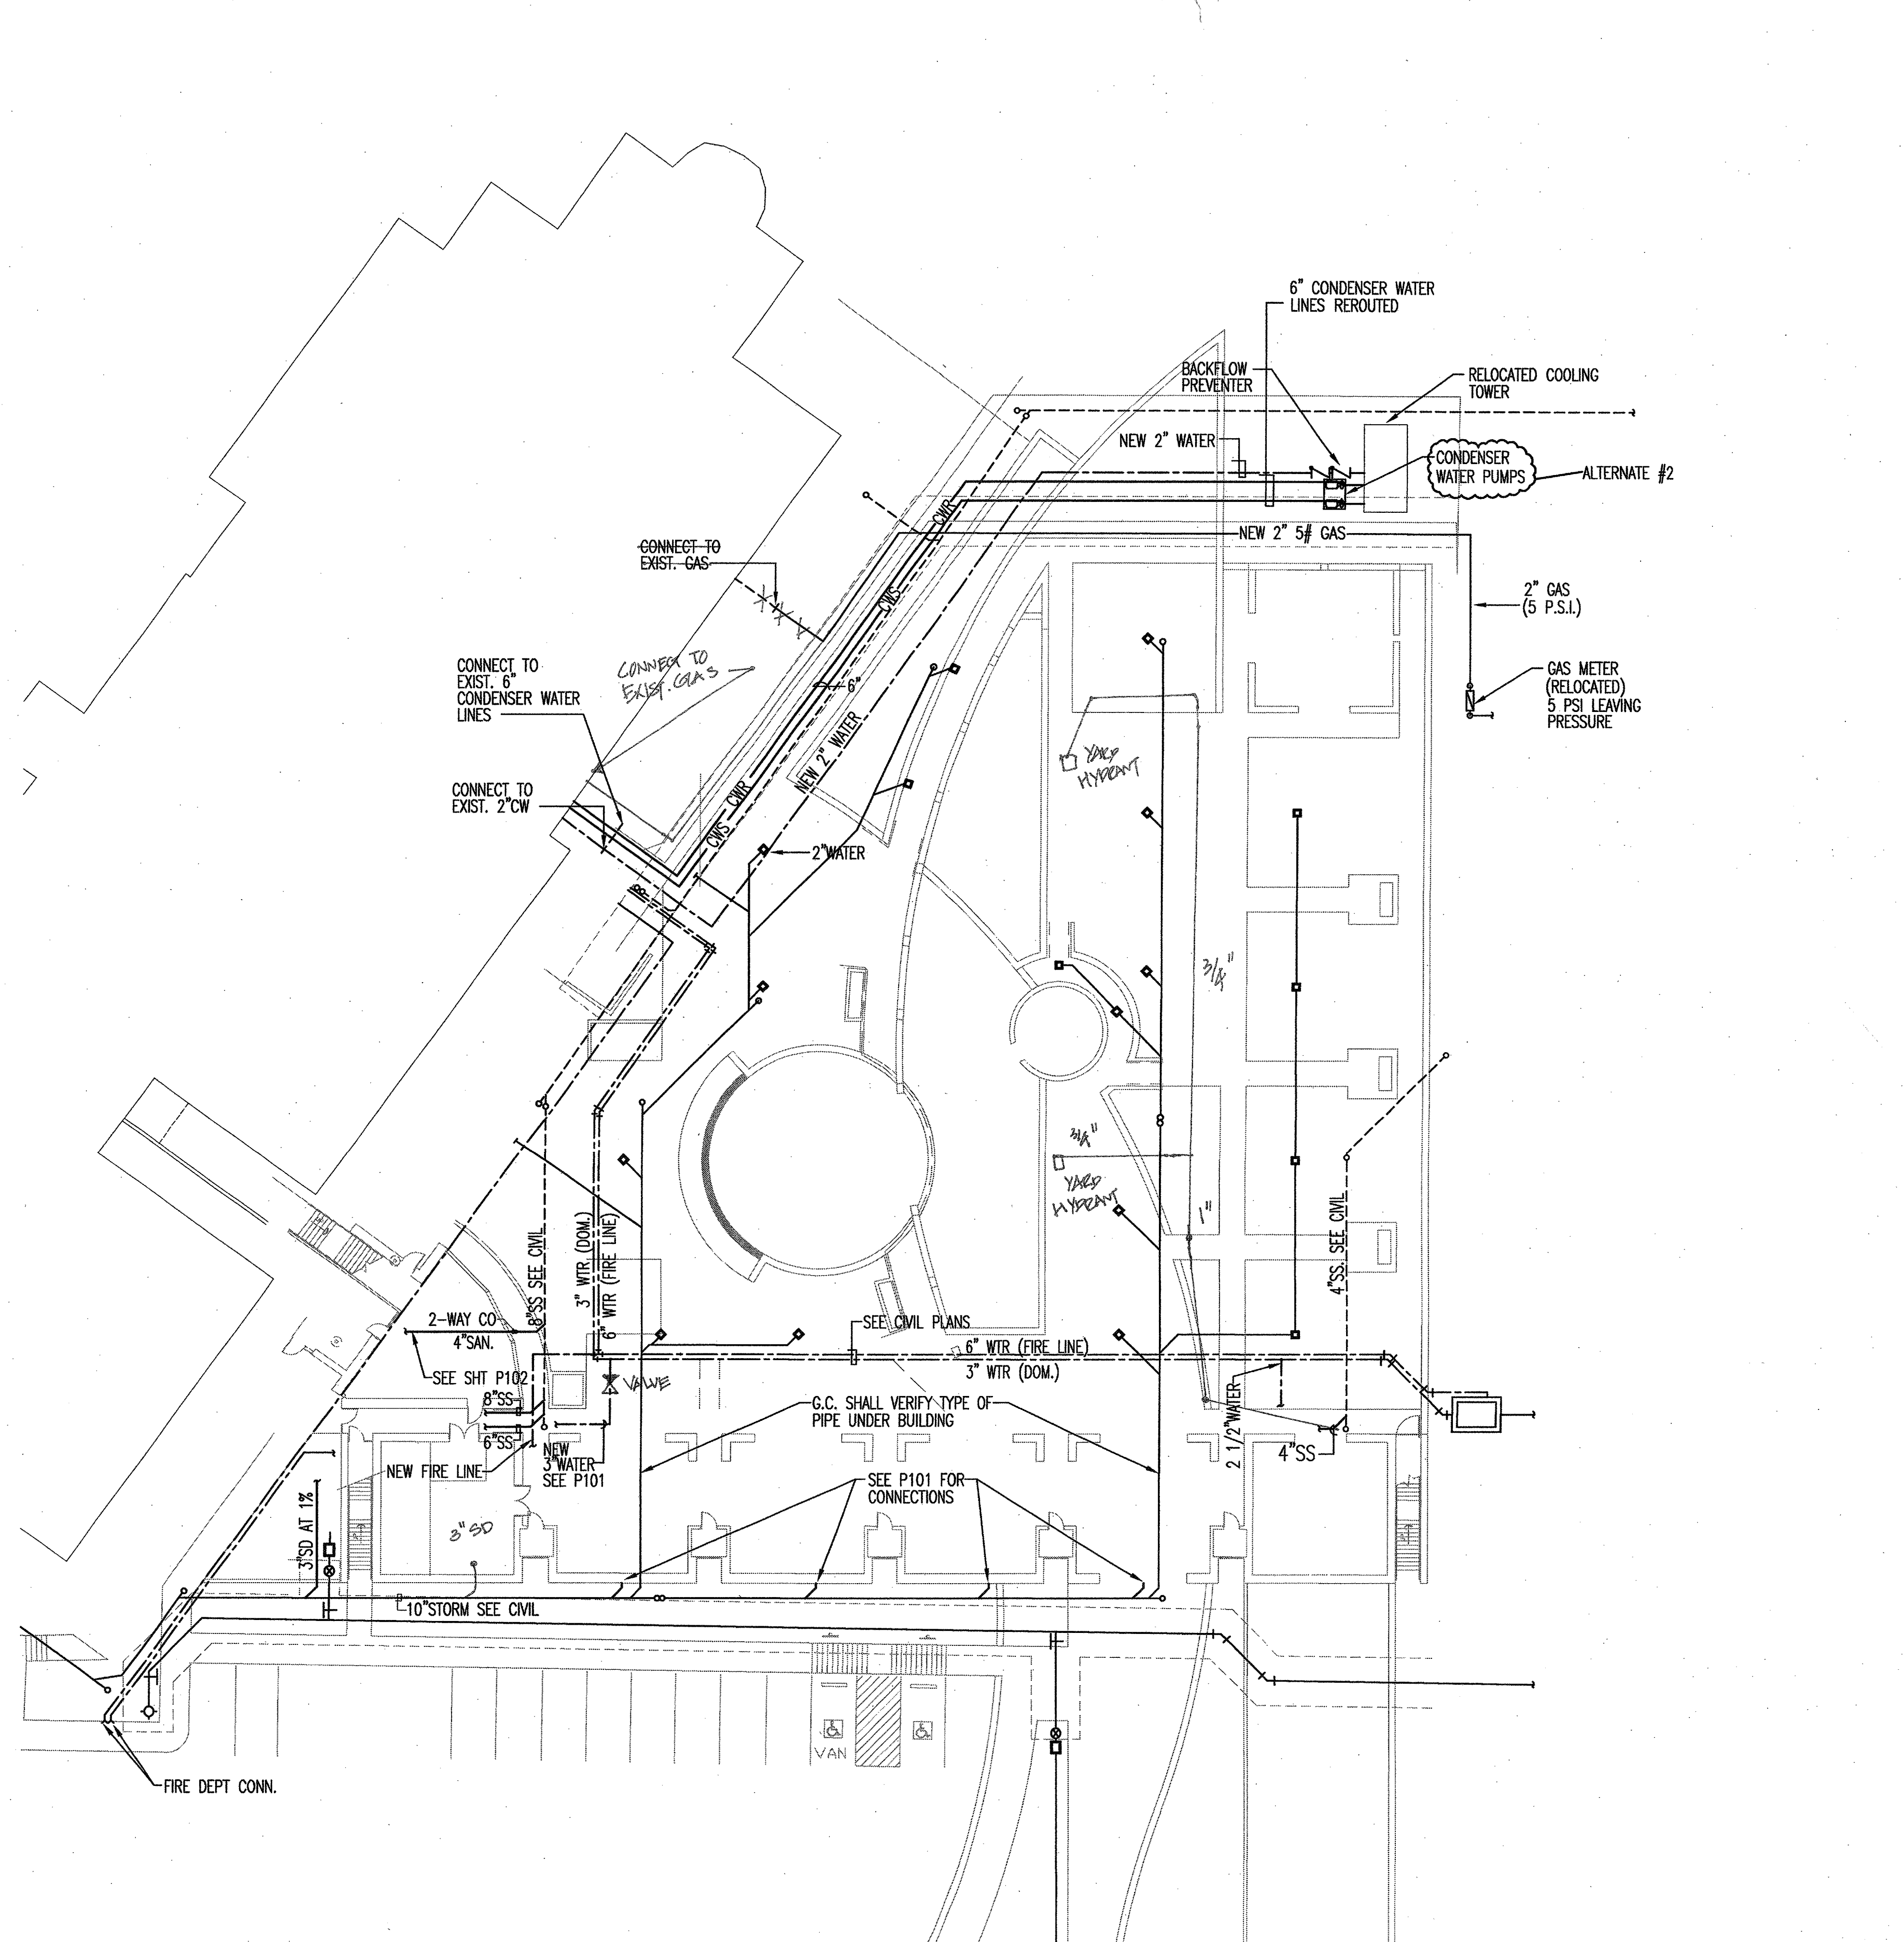 6" CONDENSER WATER
LINES REROUTED
BACKFLOW
PREVENTER
RELOCATED COOLING
TOWER
NEW 2" WATER
CONDENSER
WATER PUMPS
ALTERNATE #2
CWR
NEW 2" 5# GAS
CONNECT TO
EXIST. GAS
CWS
2" GAS
(5 P.S.I.)
CONNECT TO
EXIST. GAS
CONNECT TO
EXIST. 6"
CONDENSER WATER
LINES
6"
GAS METER
(RELOCATED)
5 PSI LEAVING
PRESSURE
NEW 2" WATER
YARD
HYDRANT
CONNECT TO
EXIST. 2"CW
CWR
CWS
2"WATER
3/4"
3/4"
YARD
HYDRANT
1"
8"SS SEE CIVIL
3" WTR (DOM.)
6" WTR (FIRE LINE)
4"SS. SEE CIVIL
2-WAY CO
4"SAN.
SEE CIVIL PLANS
6" WTR (FIRE LINE)
3" WTR (DOM.)
SEE SHT P102
VALVE
8"SS
6"SS
G.C. SHALL VERIFY TYPE OF
PIPE UNDER BUILDING
2 1/2"WATER
NEW
3"WATER
SEE P101
4"SS
NEW FIRE LINE
SEE P101 FOR
CONNECTIONS
3"SD AT 1%
3"SD
10"STORM SEE CIVIL
VAN
FIRE DEPT CONN.